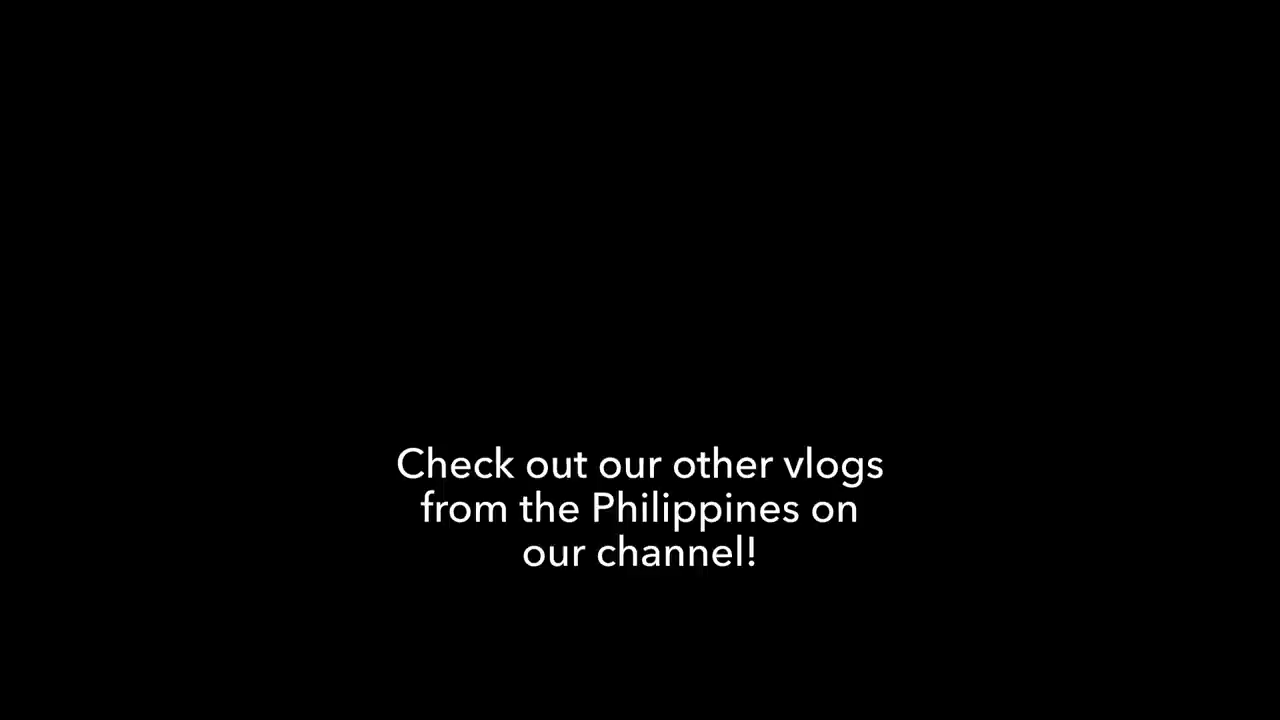 Check out our other vlogs
from the Philippines on
our channel!